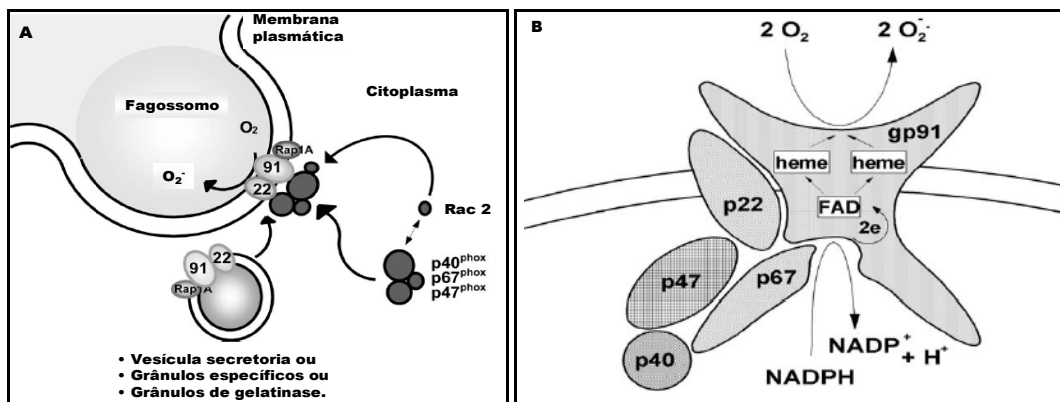 A
Membrana
plasmática
Fagossomo
Citoplasma
O₂
Rap1A
91
O₂⁻
22
Rac 2
22
91
Rap1A
p40ᵖʰᵒˣ
p67ᵖʰᵒˣ
p47ᵖʰᵒˣ
• Vesícula secretoria ou
• Grânulos específicos ou
• Grânulos de gelatinase.
B
2 O₂
2 O₂⁻
gp91
heme
heme
p22
FAD
2e
p47
p67
p40
NADP⁺
+ H⁺
NADPH